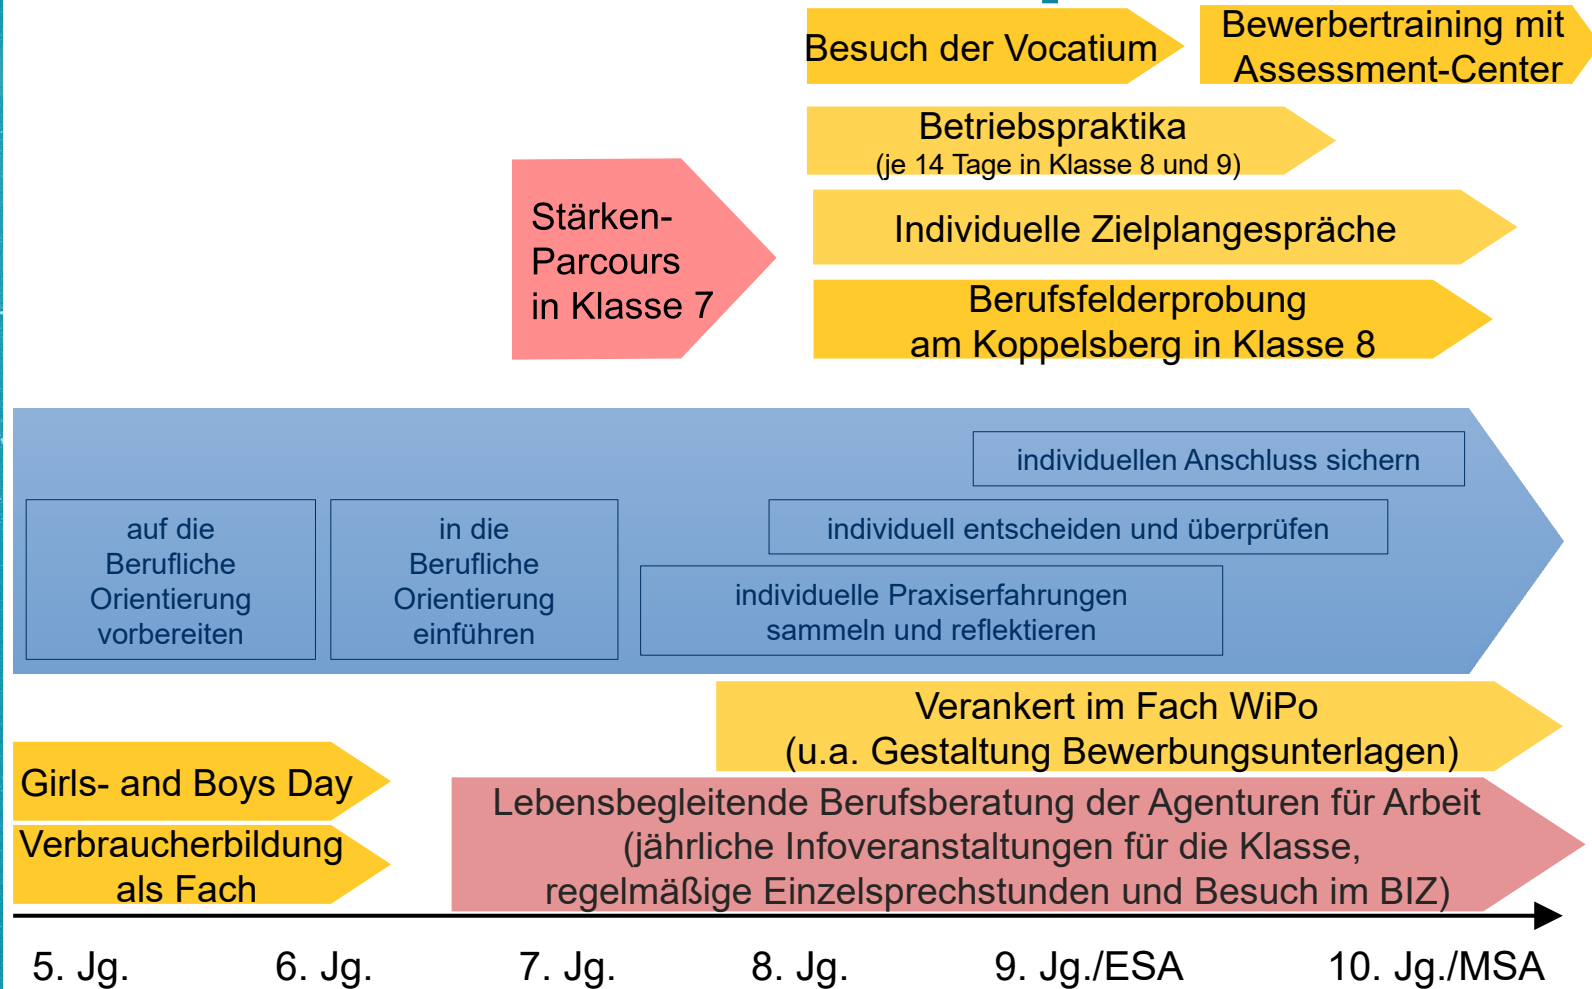 Besuch der Vocatium
Bewerbertraining mit
Assessment-Center
Betriebspraktika
(je 14 Tage in Klasse 8 und 9)
Stärken-
Parcours
in Klasse 7
Individuelle Zielplangespräche
Berufsfelderprobung
am Koppelsberg in Klasse 8
individuellen Anschluss sichern
auf die
Berufliche
Orientierung
vorbereiten
in die
Berufliche
Orientierung
einführen
individuell entscheiden und überprüfen
individuelle Praxiserfahrungen
sammeln und reflektieren
Verankert im Fach WiPo
(u.a. Gestaltung Bewerbungsunterlagen)
Girls- and Boys Day
Verbraucherbildung
als Fach
Lebensbegleitende Berufsberatung der Agenturen für Arbeit
(jährliche Infoveranstaltungen für die Klasse,
regelmäßige Einzelsprechstunden und Besuch im BIZ)
5. Jg. 6. Jg. 7. Jg. 8. Jg. 9. Jg./ESA 10. Jg./MSA